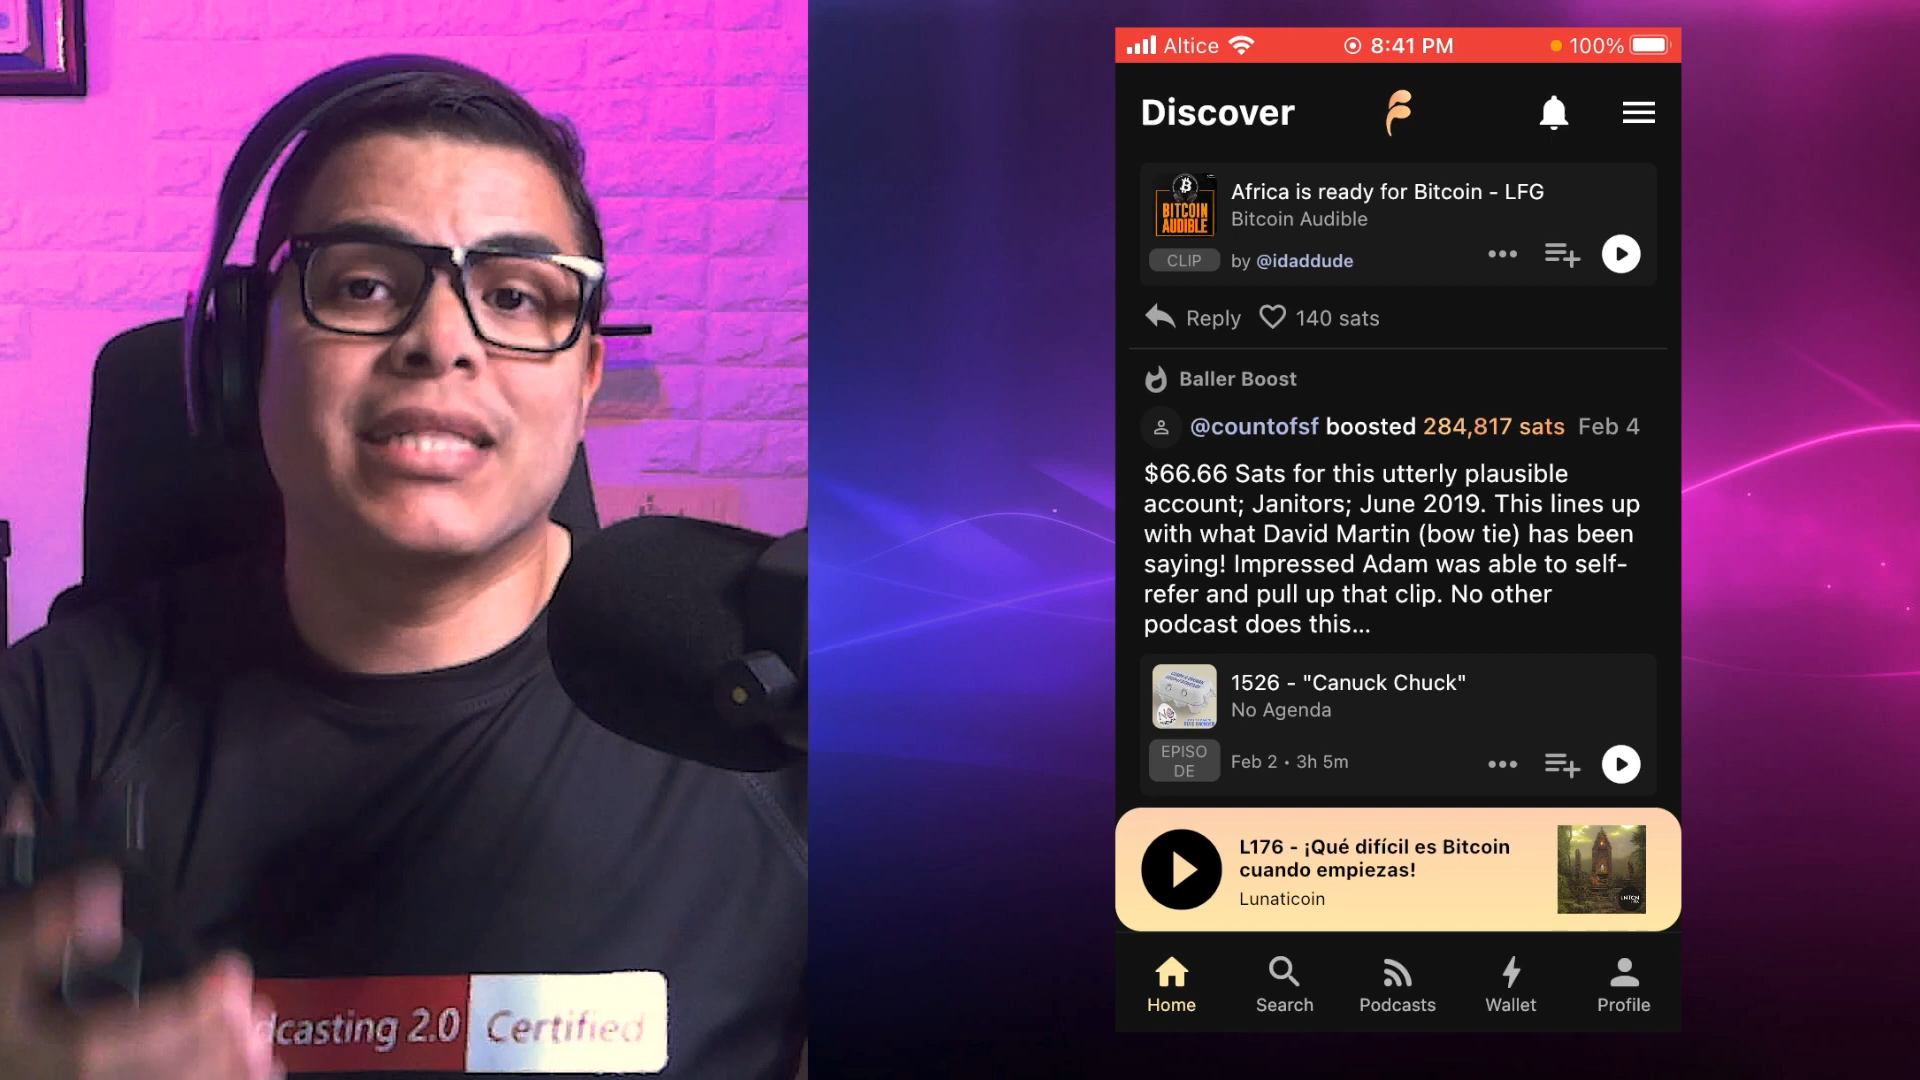 Altice
8:41 PM
100%
Discover
BITCOIN
AUDIBLE
Africa is ready for Bitcoin - LFG
Bitcoin Audible
CLIP
by @idaddude
Reply
140 sats
Baller Boost
@countofsf boosted 284,817 sats Feb 4
$66.66 Sats for this utterly plausible
account; Janitors; June 2019. This lines up
with what David Martin (bow tie) has been
saying! Impressed Adam was able to self-
refer and pull up that clip. No other
podcast does this...
1526 - "Canuck Chuck"
No Agenda
EPISO
DE
Feb 2 • 3h 5m
L176 - ¡Qué difícil es Bitcoin
cuando empiezas!
Lunaticoin
Home
Search
Podcasts
Wallet
Profile
dcasting 2.0 Certified